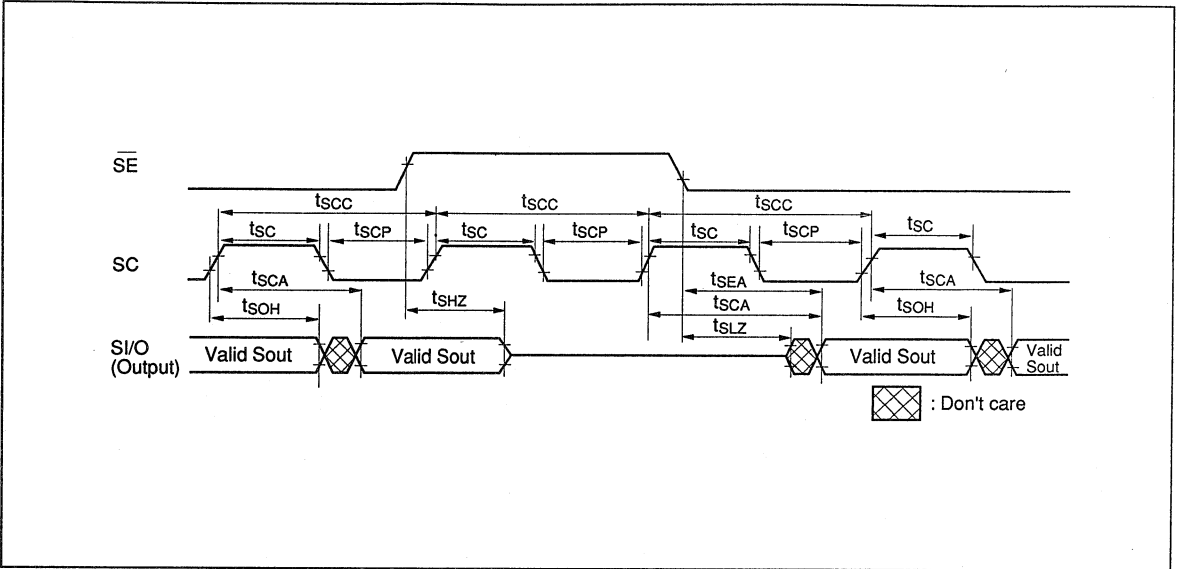 SE
tSCC tSCC tSCC
tSC tSCP tSC tSCP tSC tSCP tSC
SC
tSCA tSEA tSCA
tSHZ tSCA
tSOH tSLZ tSOH
SI/O
(Output)
Valid Sout Valid Sout Valid Sout Valid
Sout
: Don't care